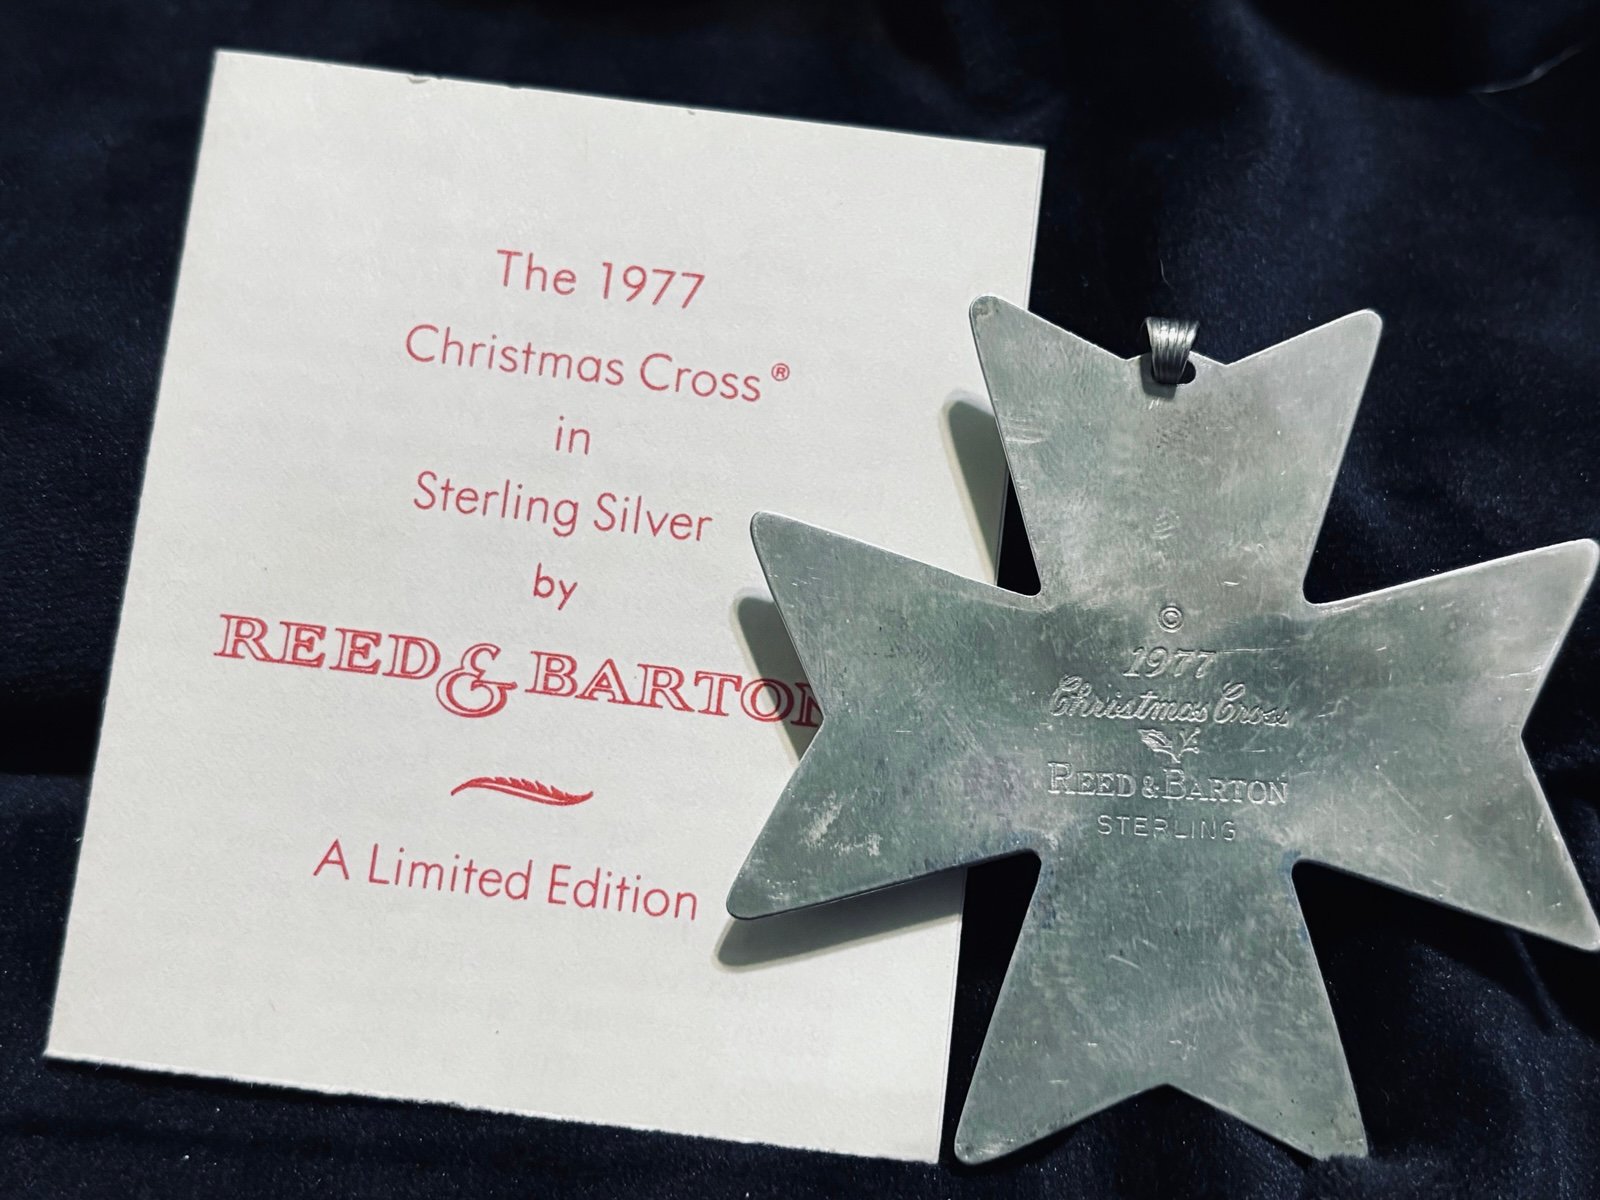 The 1977
Christmas Cross®
in
Sterling Silver
by
REED & BARTON
A Limited Edition
©
1977
Christmas Cross
REED & BARTON
STERLING